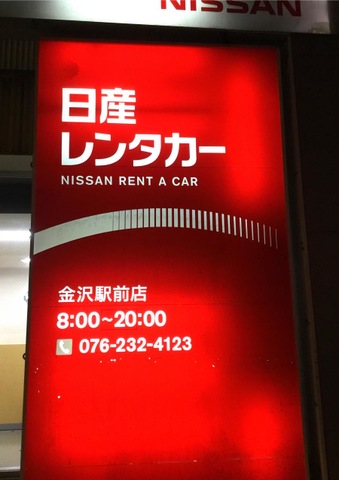 NISSAN
日産
レンタカー
NISSAN RENT A CAR
金沢駅前店
8:00~20:00
076-232-4123